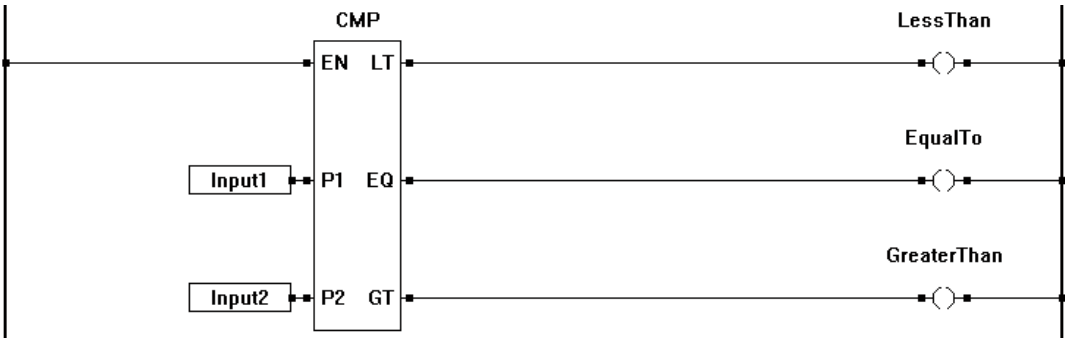 CMP LessThan
EN LT
EqualTo
Input1 P1 EQ
GreaterThan
Input2 P2 GT